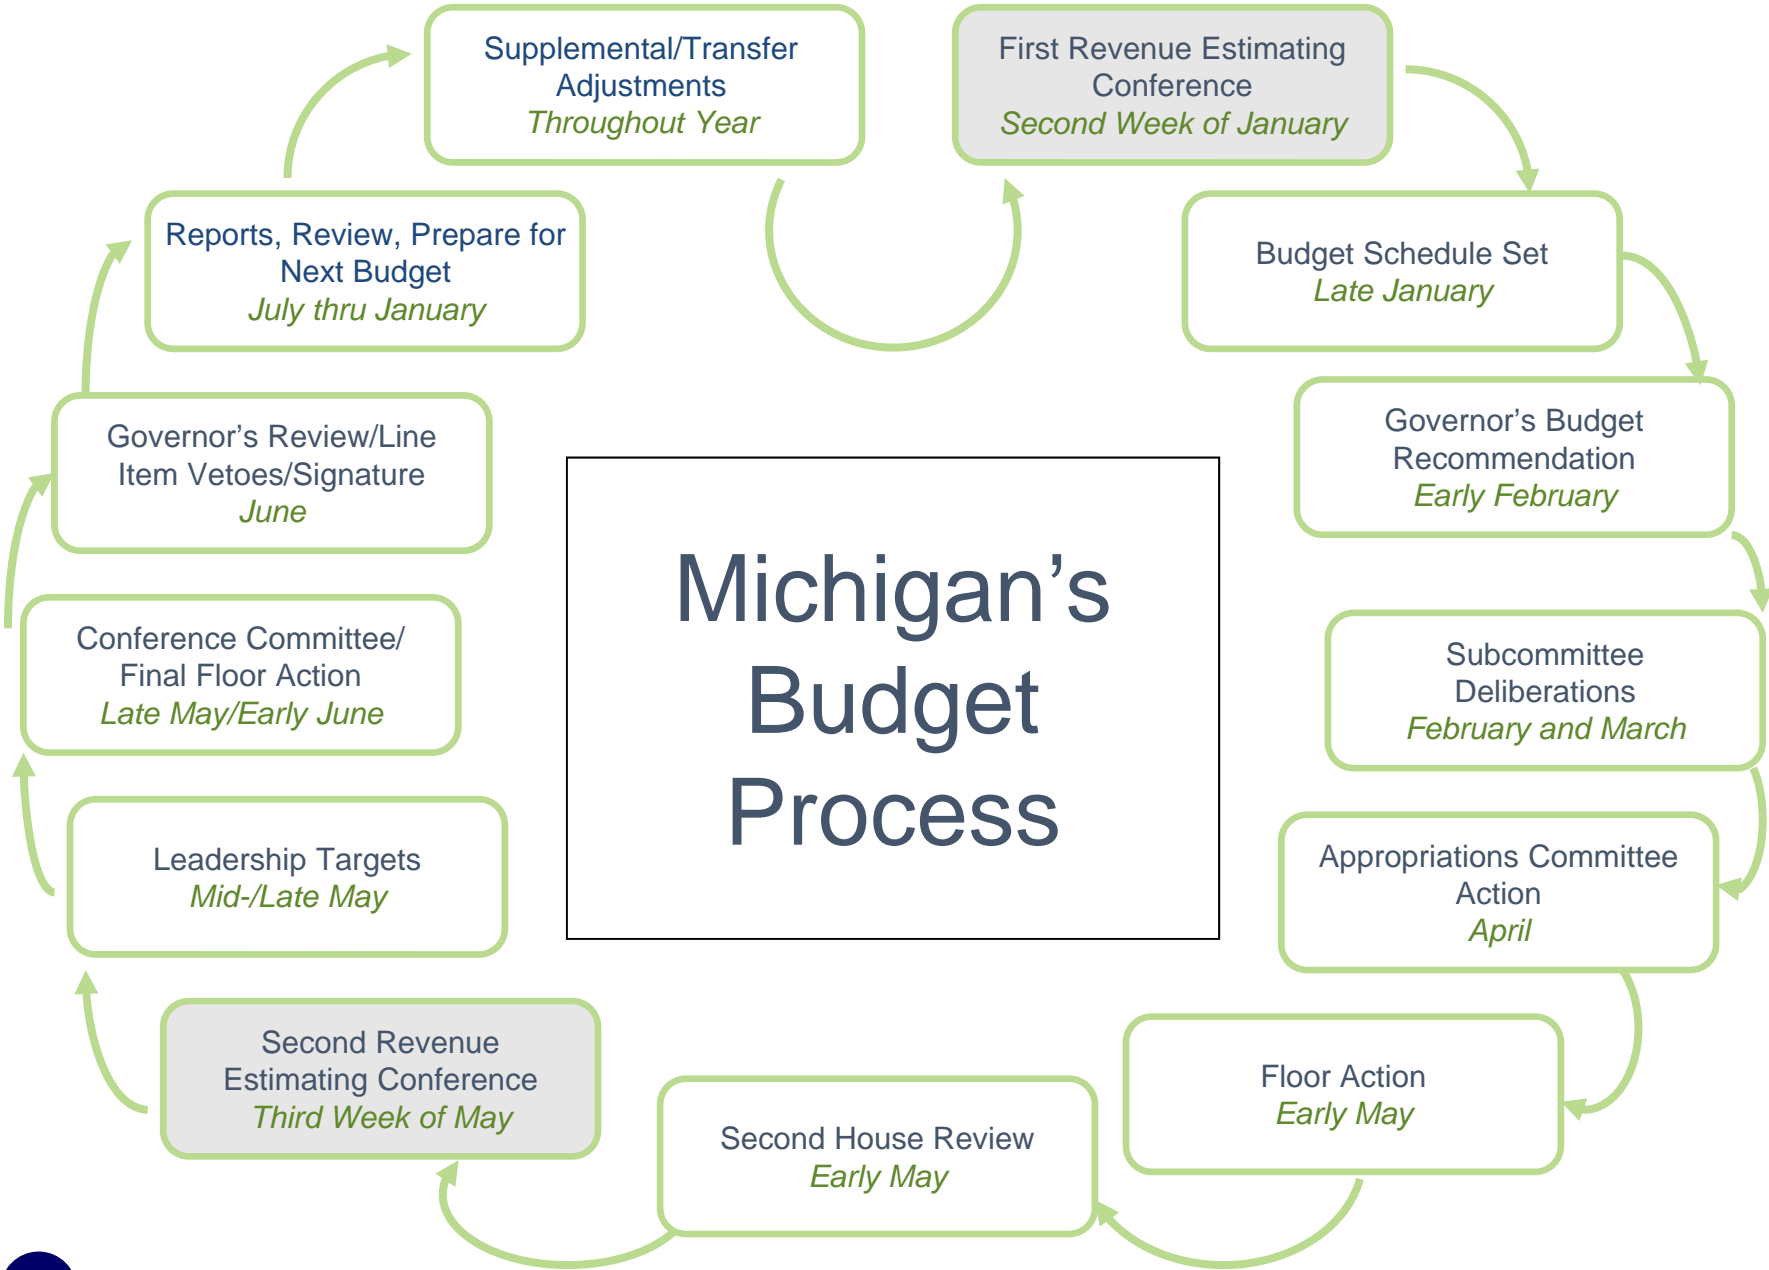 Supplemental/Transfer
Adjustments
Throughout Year
First Revenue Estimating
Conference
Second Week of January
Reports, Review, Prepare for
Next Budget
July thru January
Budget Schedule Set
Late January
Governor’s Review/Line
Item Vetoes/Signature
June
Governor’s Budget
Recommendation
Early February
Michigan’s
Budget
Process
Conference Committee/
Final Floor Action
Late May/Early June
Subcommittee
Deliberations
February and March
Leadership Targets
Mid-/Late May
Appropriations Committee
Action
April
Second Revenue
Estimating Conference
Third Week of May
Second House Review
Early May
Floor Action
Early May